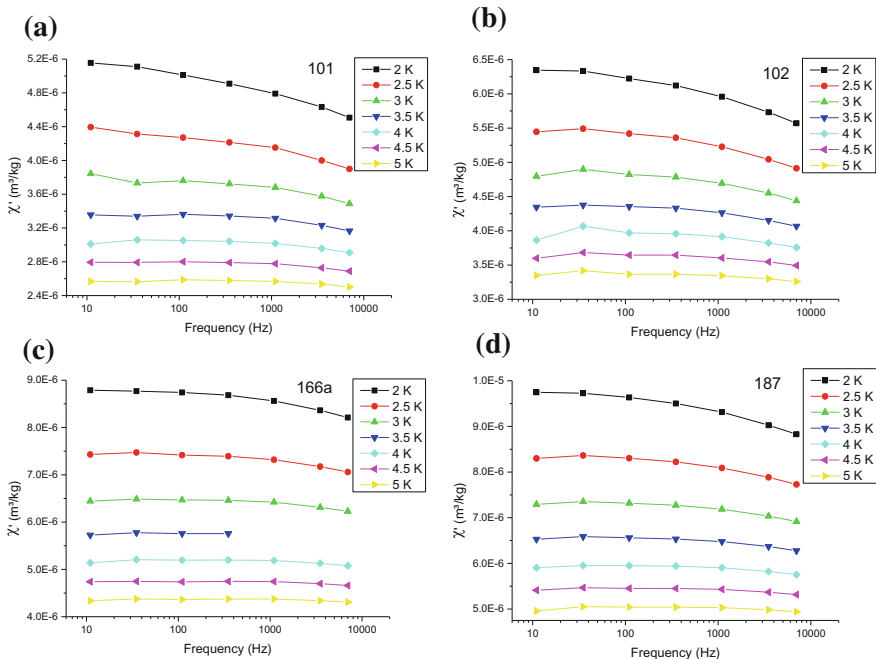 (a)
101
2 K
2.5 K
3 K
3.5 K
4 K
4.5 K
5 K
5.2E-6
4.8E-6
4.4E-6
4.0E-6
3.6E-6
3.2E-6
2.8E-6
2.4E-6
χ' (m³/kg)
10 100 1000 10000
Frequency (Hz)
(b)
102
2 K
2.5 K
3 K
3.5 K
4 K
4.5 K
5 K
6.5E-6
6.0E-6
5.5E-6
5.0E-6
4.5E-6
4.0E-6
3.5E-6
3.0E-6
χ' (m³/kg)
10 100 1000 10000
Frequency (Hz)
(c)
166a
2 K
2.5 K
3 K
3.5 K
4 K
4.5 K
5 K
9.0E-6
8.0E-6
7.0E-6
6.0E-6
5.0E-6
4.0E-6
χ' (m³/kg)
10 100 1000 10000
Frequency (Hz)
(d)
187
2 K
2.5 K
3 K
3.5 K
4 K
4.5 K
5 K
1.0E-5
9.0E-6
8.0E-6
7.0E-6
6.0E-6
5.0E-6
χ' (m³/kg)
10 100 1000 10000
Frequency (Hz)